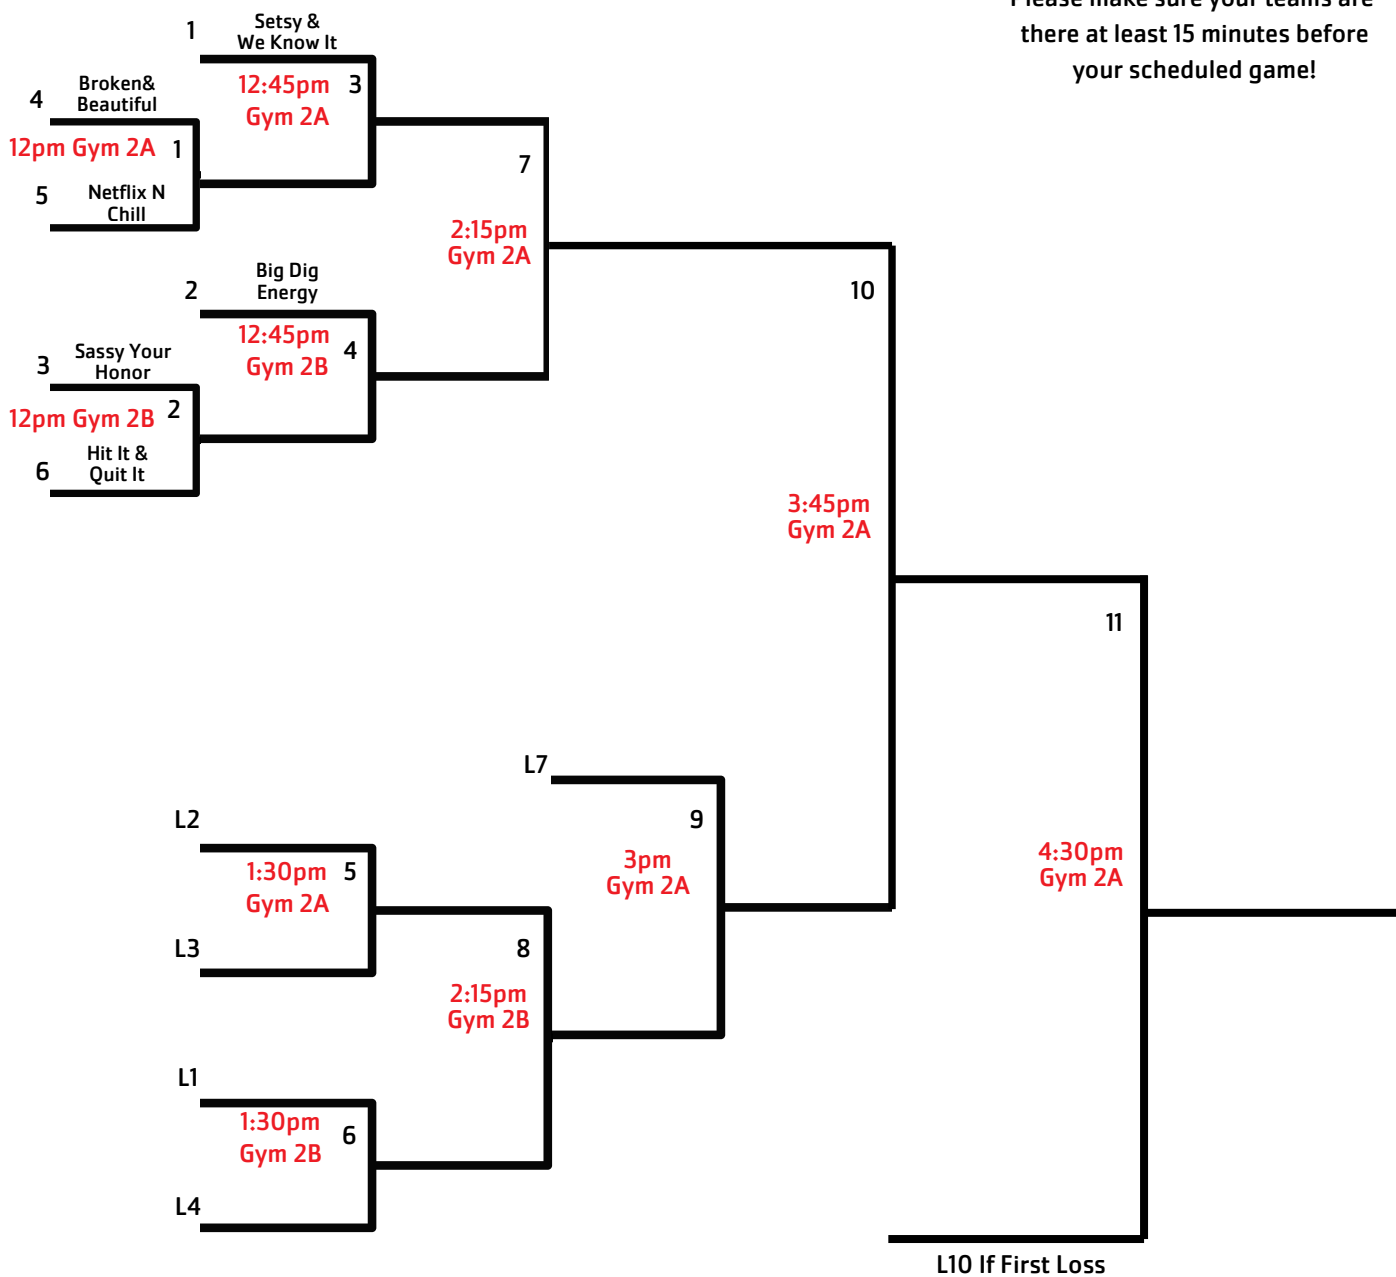 Please make sure your teams are
there at least 15 minutes before
your scheduled game!
1
Setsy &
We Know It
12:45pm
Gym 2A
3
4
Broken&
Beautiful
12pm Gym 2A
1
5
Netflix N
Chill
7
2:15pm
Gym 2A
2
Big Dig
Energy
12:45pm
Gym 2B
4
3
Sassy Your
Honor
12pm Gym 2B
2
6
Hit It &
Quit It
10
3:45pm
Gym 2A
11
4:30pm
Gym 2A
L7
9
3pm
Gym 2A
L2
1:30pm
Gym 2A
5
L3
8
2:15pm
Gym 2B
L1
1:30pm
Gym 2B
6
L4
L10 If First Loss